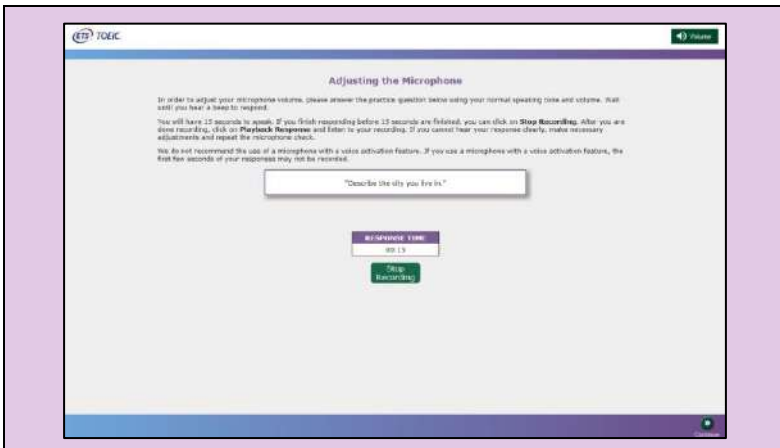 ETS TOEIC
Volume
Adjusting the Microphone
In order to adjust your microphone volume, please answer the practice question below using your normal speaking tone and volume. Wait
until you hear a beep to respond.
You will have 15 seconds to speak. If you finish responding before 15 seconds are finished, you can click on Stop Recording. After you are
done recording, click on Playback Response and listen to your recording. If you cannot hear your response clearly, make necessary
adjustments and repeat the microphone check.
We do not recommend the use of a microphone with a voice activation feature. If you use a microphone with a voice activation feature, the
first few seconds of your responses may not be recorded.
"Describe the city you live in."
RESPONSE TIME
00:15
Stop
Recording
Continue